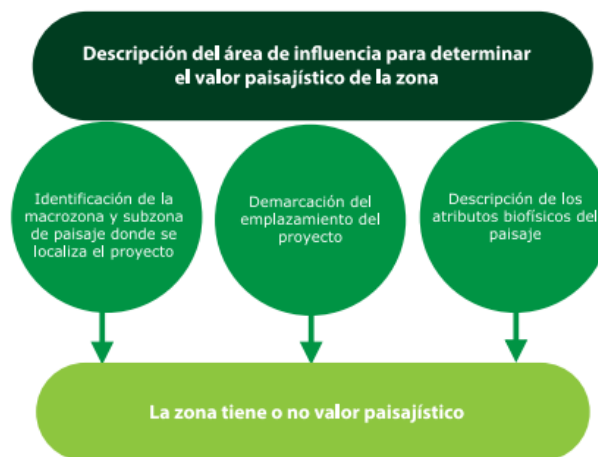 Descripción del área de influencia para determinar
el valor paisajístico de la zona
Identificación de la
macrozona y subzona
de paisaje donde se
localiza el proyecto
Demarcación del
emplazamiento del
proyecto
Descripción de los
atributos biofísicos del
paisaje
La zona tiene o no valor paisajístico